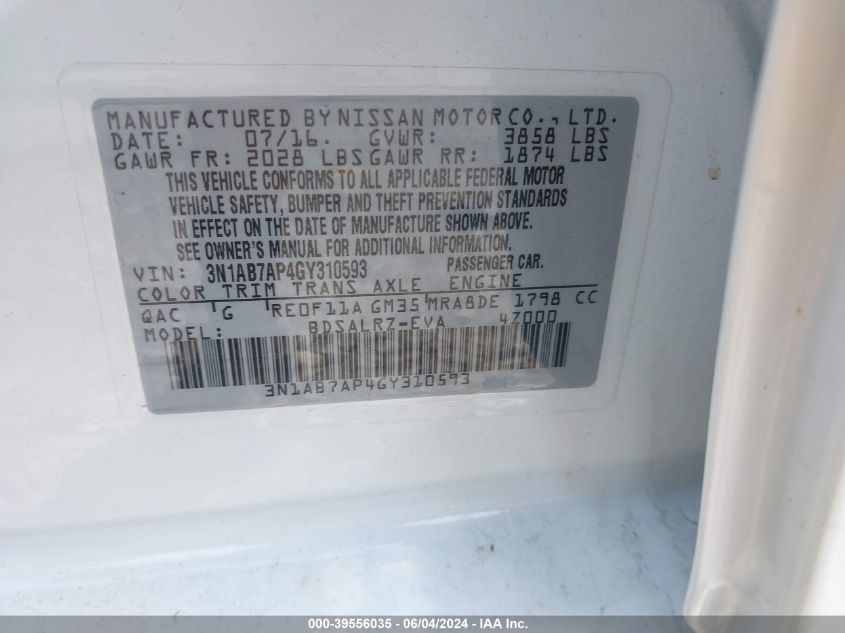 MANUFACTURED BY NISSAN MOTOR CO., LTD.
DATE: 07/16. GVWR: 3858 LBS
GAWR FR: 2028 LBS GAWR RR: 1874 LBS
THIS VEHICLE CONFORMS TO ALL APPLICABLE FEDERAL MOTOR
VEHICLE SAFETY, BUMPER AND THEFT PREVENTION STANDARDS
IN EFFECT ON THE DATE OF MANUFACTURE SHOWN ABOVE.
SEE OWNER'S MANUAL FOR ADDITIONAL INFORMATION.
VIN: 3N1AB7AP4GY310593 PASSENGER CAR.
COLOR TRIM TRANS AXLE ENGINE
QAC G RE0F11A GM35 MRA8DE 1798 CC
MODEL: BDSALRZ-EVA 47000
3N1AB7AP4GY310593
000-39556035 - 06/04/2024 - IAA Inc.